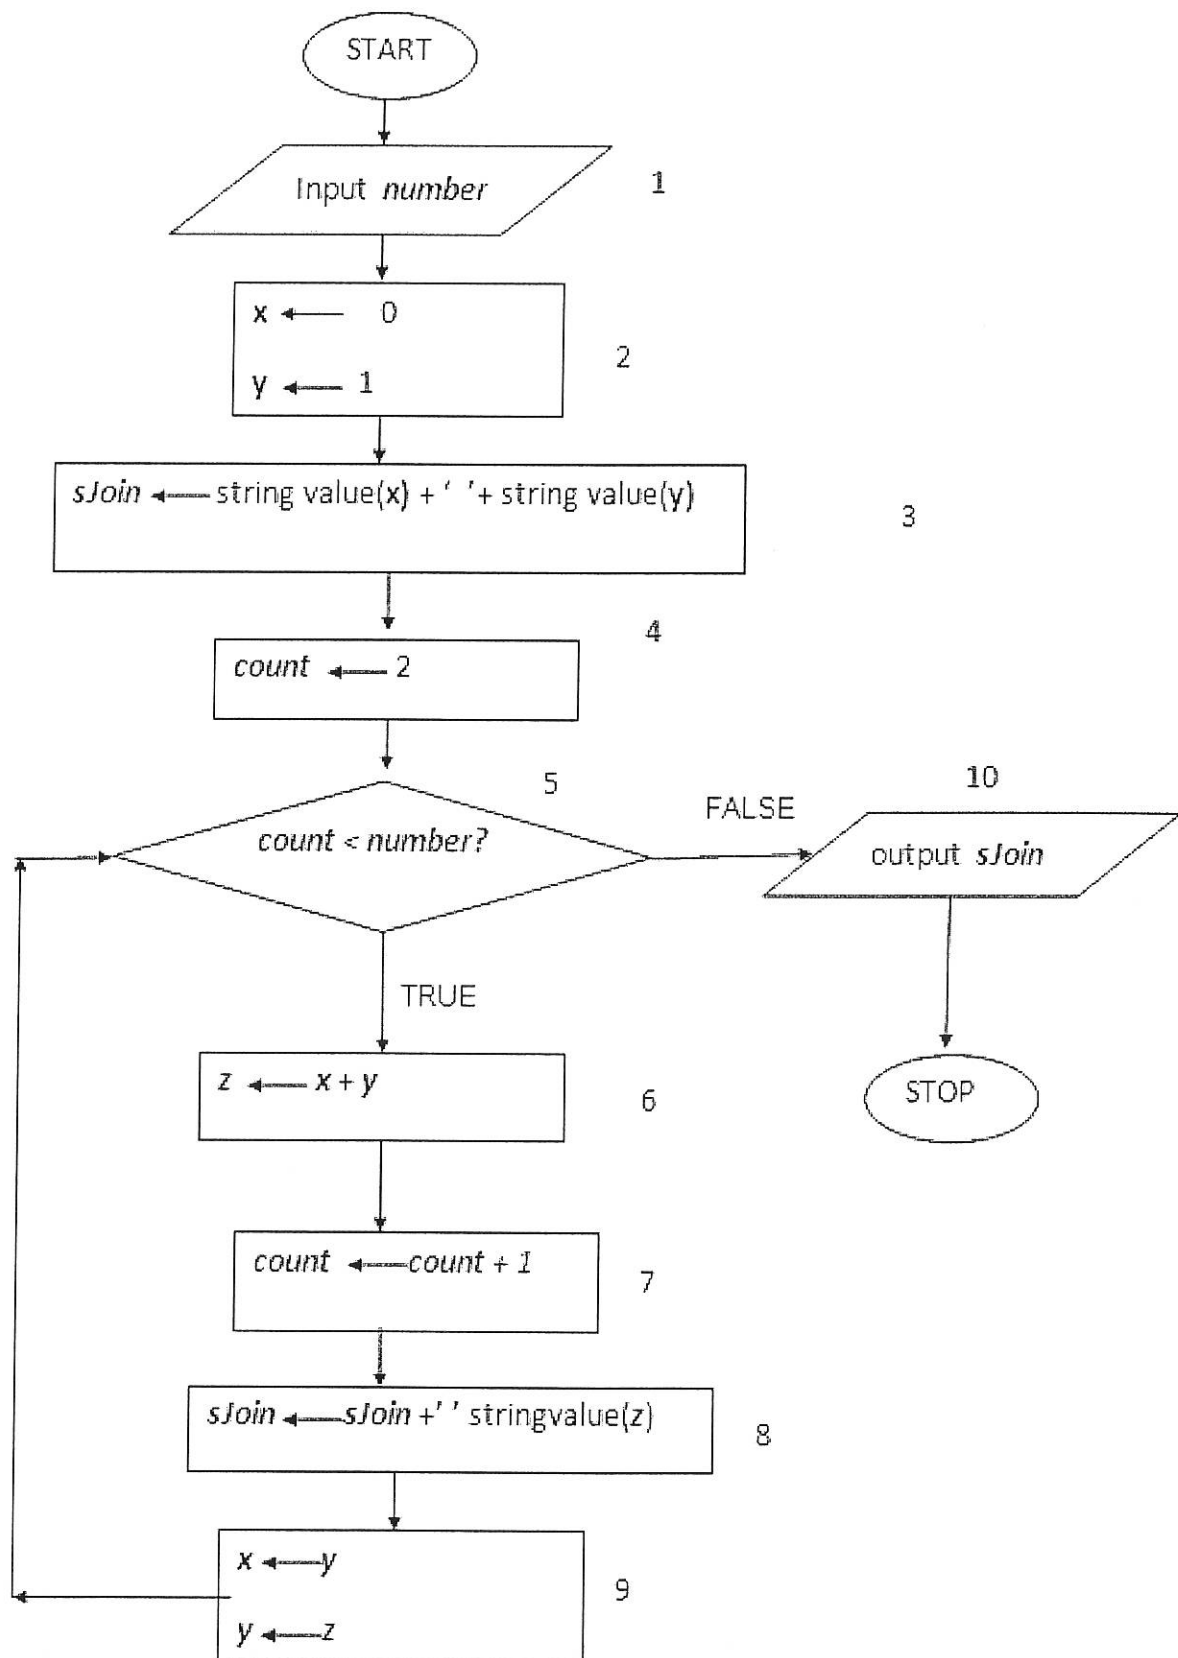 START
Input number
1
x ← 0
y ← 1
2
sJoin ← string value(x) + ' ' + string value(y)
3
4
count ← 2
5
count < number?
FALSE
10
output sJoin
TRUE
z ← x + y
6
STOP
count ← count + 1
7
sJoin ← sJoin +' ' stringvalue(z)
8
x ← y
y ← z
9